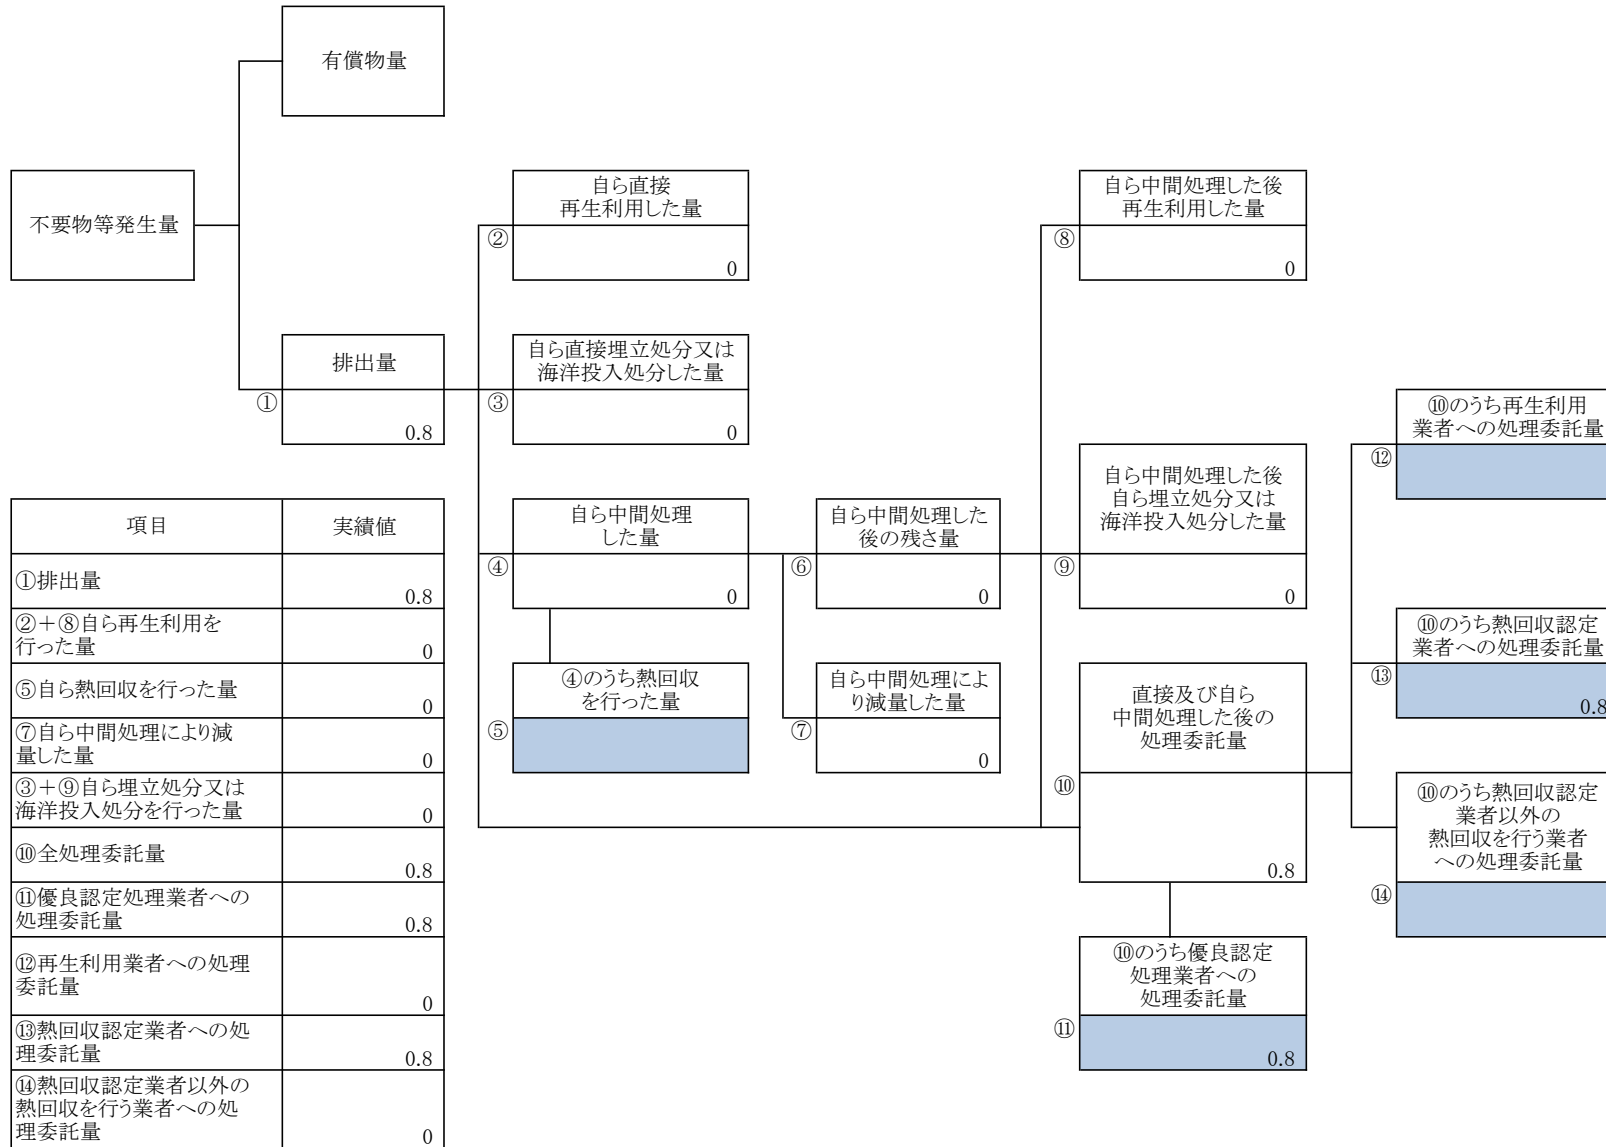 有償物量
不要物等発生量
自ら直接
再生利用した量
②
0
自ら中間処理した後
再生利用した量
⑧
0
排出量
①
0.8
自ら直接埋立処分又は
海洋投入処分した量
③
0
⑩のうち再生利用
業者への処理委託量
⑫
自ら中間処理
した量
④
0
自ら中間処理した
後の残さ量
⑥
0
自ら中間処理した後
自ら埋立処分又は
海洋投入処分した量
⑨
0
⑩のうち熱回収認定
業者への処理委託量
⑬
0.8
④のうち熱回収
を行った量
⑤
自ら中間処理によ
り減量した量
⑦
0
直接及び自ら
中間処理した後の
処理委託量
⑩
0.8
⑩のうち熱回収認定
業者以外の
熱回収を行う業者
への処理委託量
⑭
⑩のうち優良認定
処理業者への
処理委託量
⑪
0.8
項目 実績値
①排出量
0.8
②+⑧自ら再生利用を
行った量
0
⑤自ら熱回収を行った量
0
⑦自ら中間処理により減
量した量
0
③+⑨自ら埋立処分又は
海洋投入処分を行った量
0
⑩全処理委託量
0.8
⑪優良認定処理業者への
処理委託量
0.8
⑫再生利用業者への処理
委託量
0
⑬熱回収認定業者への処
理委託量
0.8
⑭熱回収認定業者以外の
熱回収を行う業者への処
理委託量
0